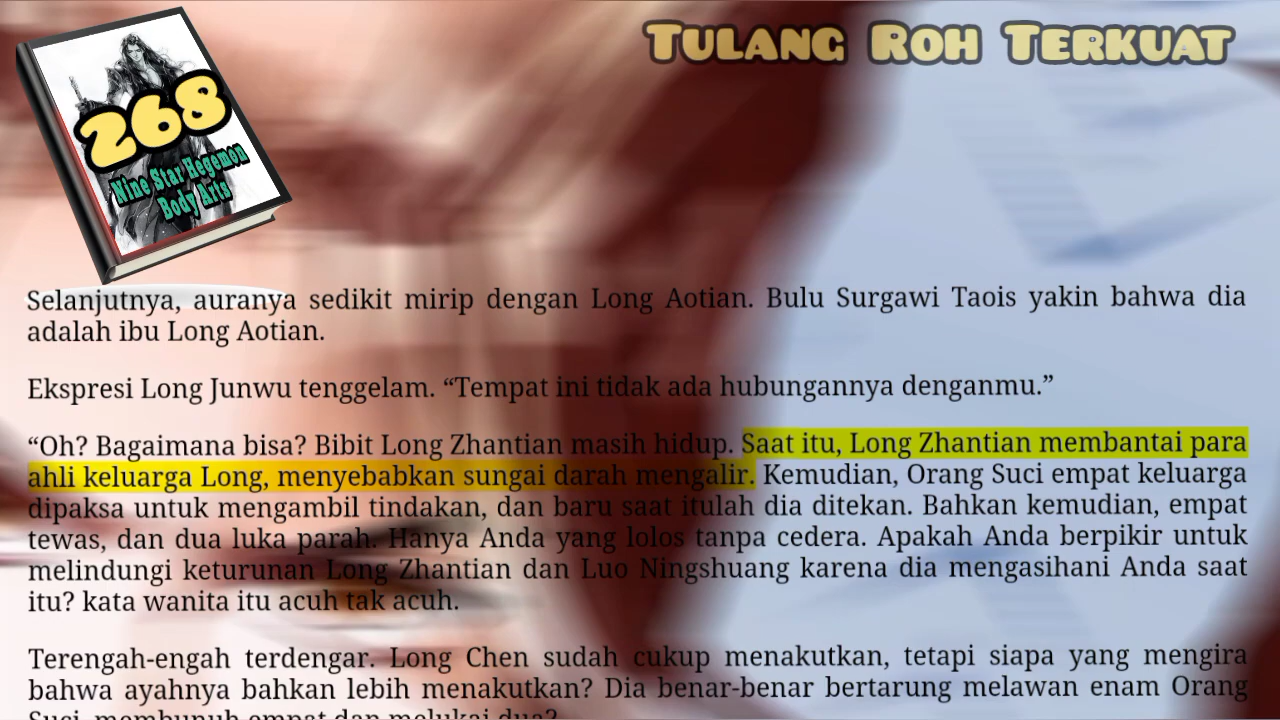 Tulang Roh Terkuat
268
Nine Star Hegemon
Body Arts
Selanjutnya, auranya sedikit mirip dengan Long Aotian. Bulu Surgawi Taois yakin bahwa dia
adalah ibu Long Aotian.
Ekspresi Long Junwu tenggelam. “Tempat ini tidak ada hubungannya denganmu.”
“Oh? Bagaimana bisa? Bibit Long Zhantian masih hidup. Saat itu, Long Zhantian membantai para
ahli keluarga Long, menyebabkan sungai darah mengalir. Kemudian, Orang Suci empat keluarga
dipaksa untuk mengambil tindakan, dan baru saat itulah dia ditekan. Bahkan kemudian, empat
tewas, dan dua luka parah. Hanya Anda yang lolos tanpa cedera. Apakah Anda berpikir untuk
melindungi keturunan Long Zhantian dan Luo Ningshuang karena dia mengasihani Anda saat
itu? kata wanita itu acuh tak acuh.
Terengah-engah terdengar. Long Chen sudah cukup menakutkan, tetapi siapa yang mengira
bahwa ayahnya bahkan lebih menakutkan? Dia benar-benar bertarung melawan enam Orang
Suci, membunuh empat dan melukai dua?